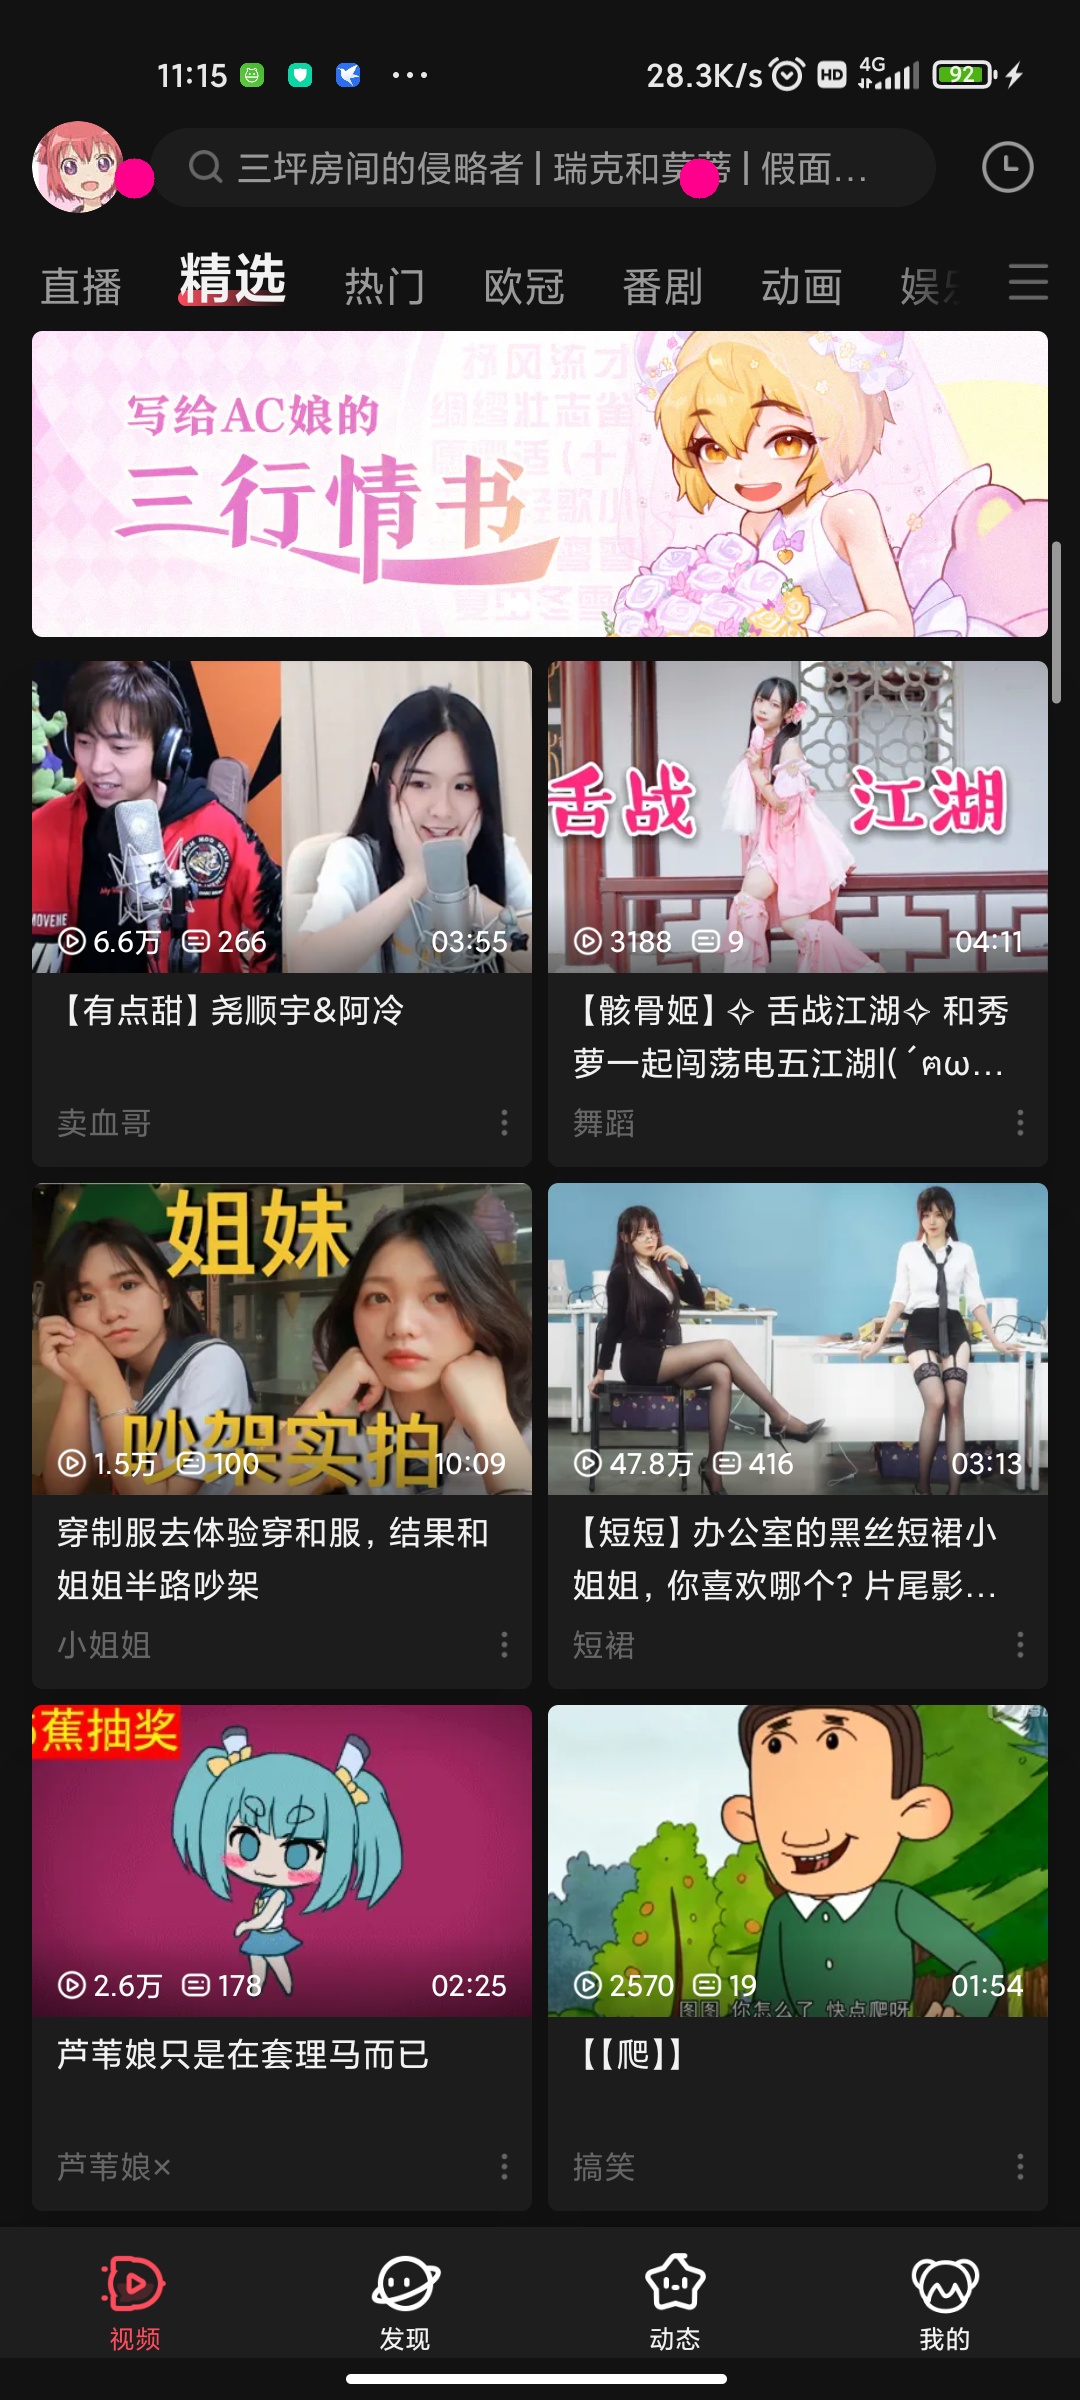 11:15
28.3K/s
HD
4G
92
三坪房间的侵略者 | 瑞克和莫蒂 | 假面...
直播 精选 热门 欧冠 番剧 动画 娱乐
写给AC娘的
三行情书
舌战 江湖
MOVENE
6.6万 266 03:55
3188 9 04:11
【有点甜】尧顺宇&阿冷
【骸骨姬】✧ 舌战江湖✧ 和秀
萝一起闯荡电五江湖|(´ฅω...
卖血哥
舞蹈
姐妹
吵架实拍
1.5万 100 10:09
47.8万 416 03:13
穿制服去体验穿和服，结果和
姐姐半路吵架
【短短】办公室的黑丝短裙小
姐姐，你喜欢哪个？片尾影...
小姐姐
短裙
蕉抽奖
2.6万 178 02:25
图图 你怎么了 快点爬呀
2570 19 01:54
芦苇娘只是在套理马而已
【【爬】】
芦苇娘×
搞笑
视频
发现
动态
我的